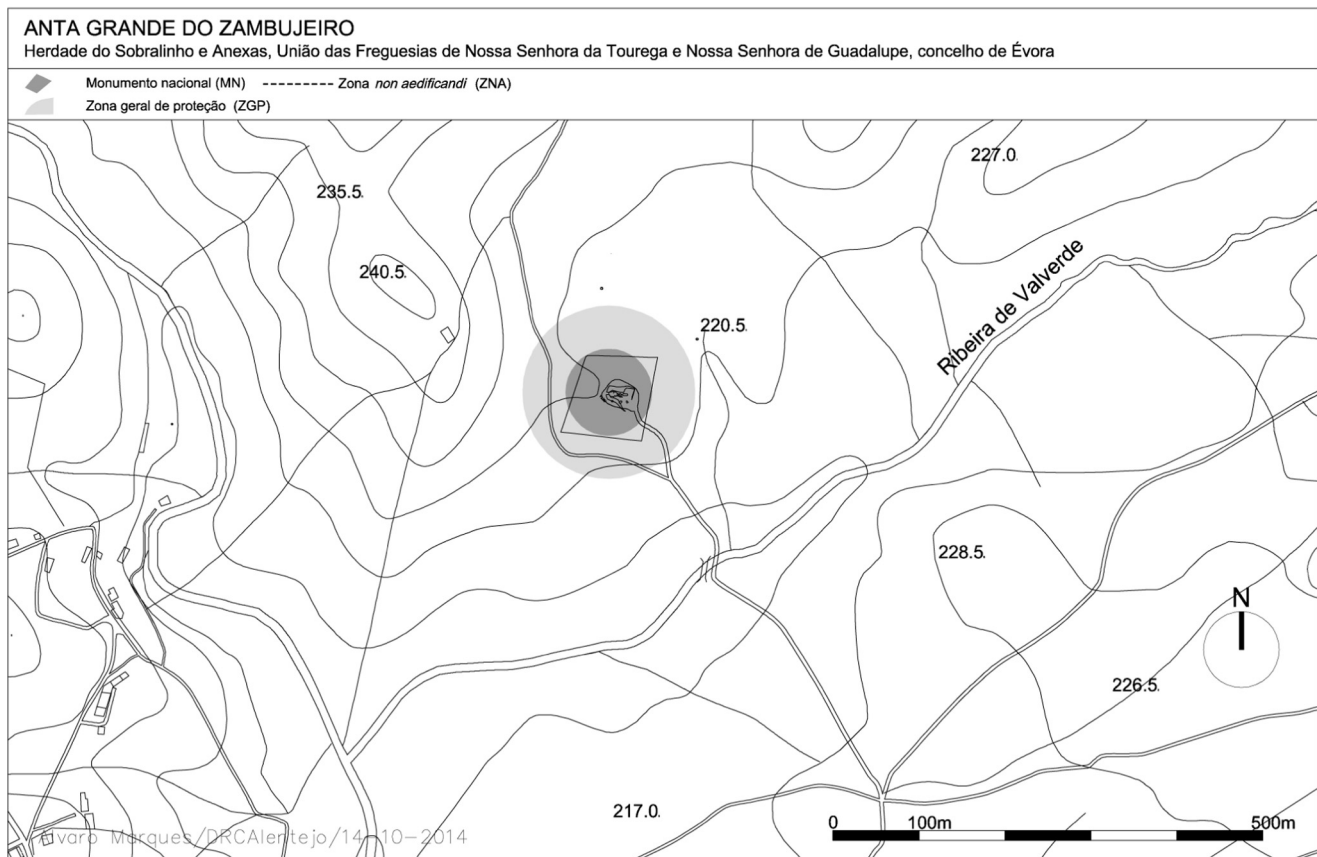 ANTA GRANDE DO ZAMBUJEIRO
Herdade do Sobralinho e Anexas, União das Freguesias de Nossa Senhora da Tourega e Nossa Senhora de Guadalupe, concelho de Évora
Monumento nacional (MN) ---------- Zona non aedificandi (ZNA)
Zona geral de proteção (ZGP)
227.0.
235.5.
240.5.
Ribeira de Valverde
220.5.
228.5.
N
226.5.
217.0.
0 100m 500m
Alvaro Marques/DRCAlentejo/14-10-2014